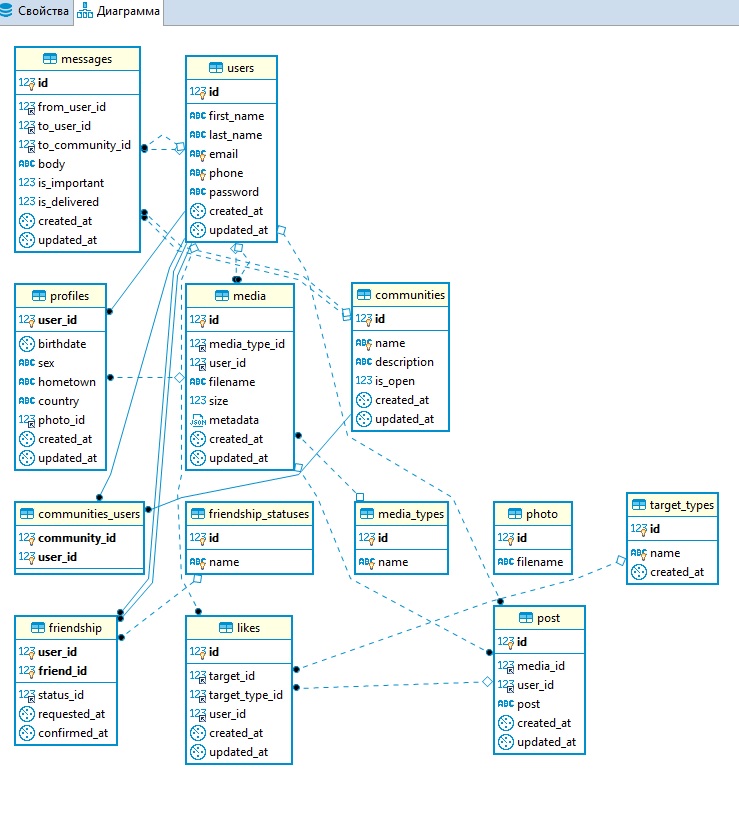 Свойства
Диаграмма
messages
123 id
123 from_user_id
123 to_user_id
123 to_community_id
ABC body
123 is_important
123 is_delivered
created_at
updated_at
users
123 id
ABC first_name
ABC last_name
ABC email
ABC phone
ABC password
created_at
updated_at
profiles
123 user_id
birthdate
ABC sex
ABC hometown
ABC country
123 photo_id
created_at
updated_at
media
123 id
123 media_type_id
123 user_id
ABC filename
123 size
JSON metadata
created_at
updated_at
communities
123 id
ABC name
ABC description
123 is_open
created_at
updated_at
communities_users
123 community_id
123 user_id
friendship_statuses
123 id
ABC name
media_types
123 id
ABC name
photo
123 id
ABC filename
target_types
123 id
ABC name
created_at
friendship
123 user_id
123 friend_id
123 status_id
requested_at
confirmed_at
likes
123 id
123 target_id
123 target_type_id
123 user_id
created_at
updated_at
post
123 id
123 media_id
123 user_id
ABC post
created_at
updated_at